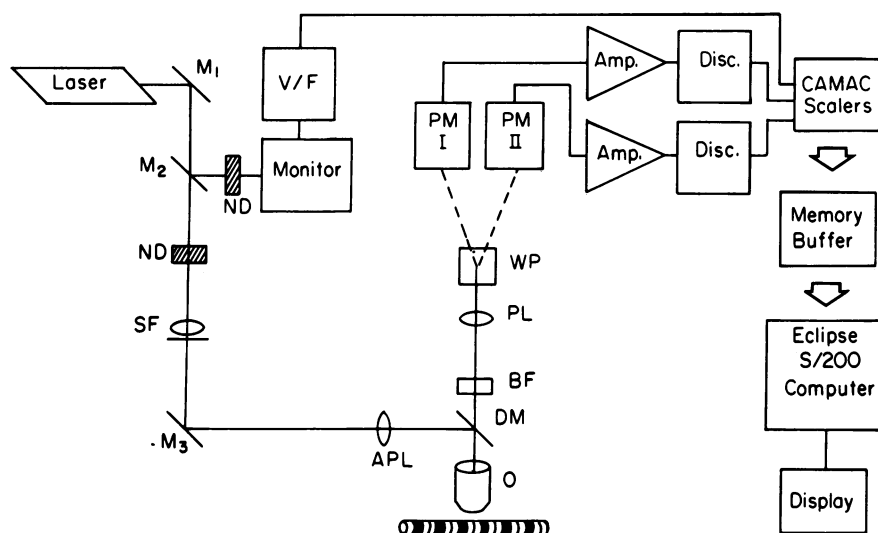 Laser
M1
V/F
PM
I
PM
II
Amp.
Disc.
CAMAC
Scalers
M2
ND
Monitor
Amp.
Disc.
ND
WP
Memory
Buffer
SF
PL
Eclipse
S/200
Computer
BF
DM
M3
APL
O
Display